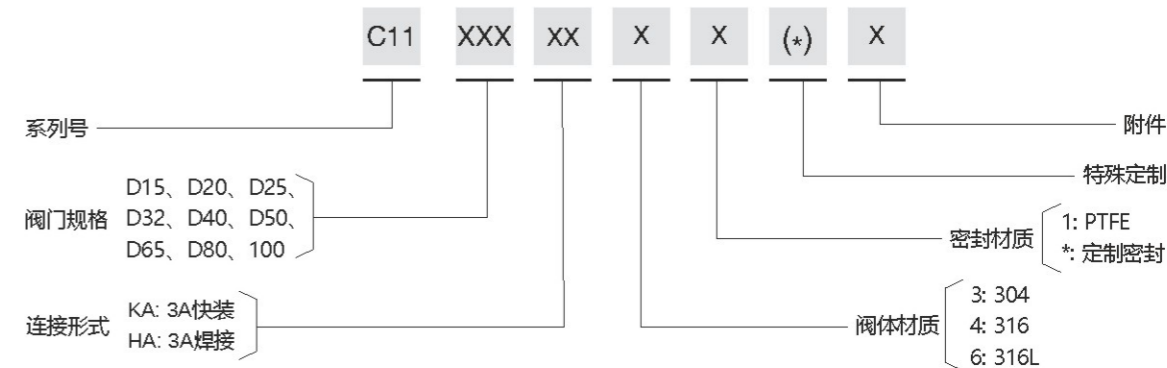 C11 XXX XX X X (*) X
系列号
附件
特殊定制
阀门规格
D15、D20、D25、
D32、D40、D50、
D65、D80、100
密封材质
1: PTFE
*: 定制密封
连接形式
KA: 3A快装
HA: 3A焊接
阀体材质
3: 304
4: 316
6: 316L